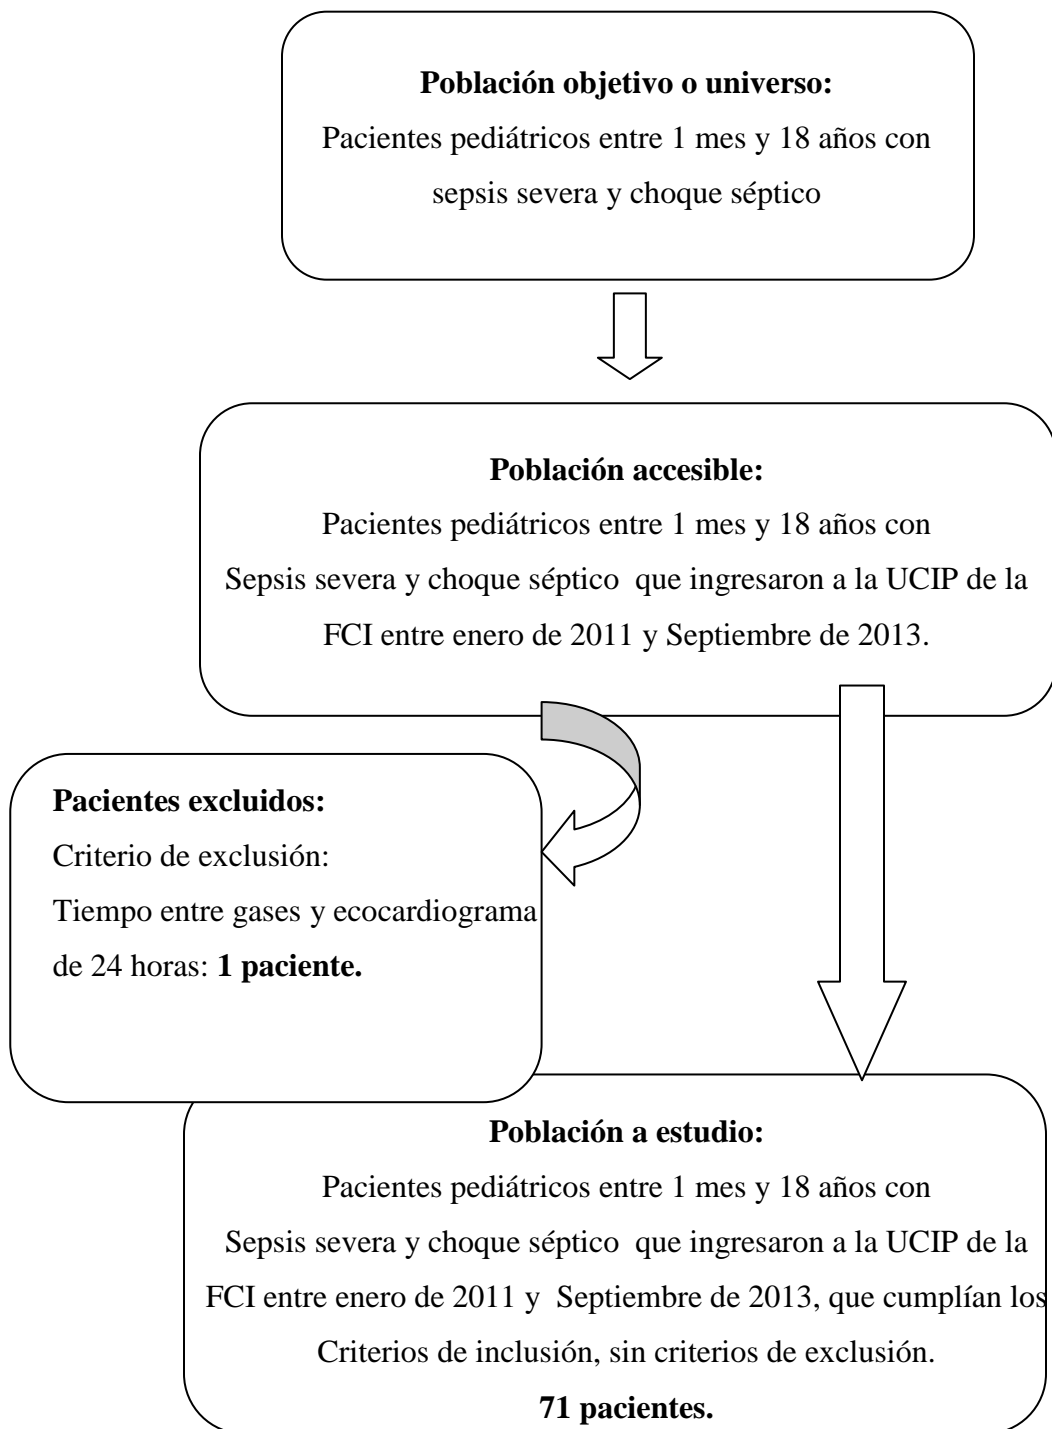 Población objetivo o universo:
Pacientes pediátricos entre 1 mes y 18 años con
sepsis severa y choque séptico
Población accesible:
Pacientes pediátricos entre 1 mes y 18 años con
Sepsis severa y choque séptico que ingresaron a la UCIP de la
FCI entre enero de 2011 y Septiembre de 2013.
Pacientes excluidos:
Criterio de exclusión:
Tiempo entre gases y ecocardiograma
de 24 horas: 1 paciente.
Población a estudio:
Pacientes pediátricos entre 1 mes y 18 años con
Sepsis severa y choque séptico que ingresaron a la UCIP de la
FCI entre enero de 2011 y Septiembre de 2013, que cumplían los
Criterios de inclusión, sin criterios de exclusión.
71 pacientes.